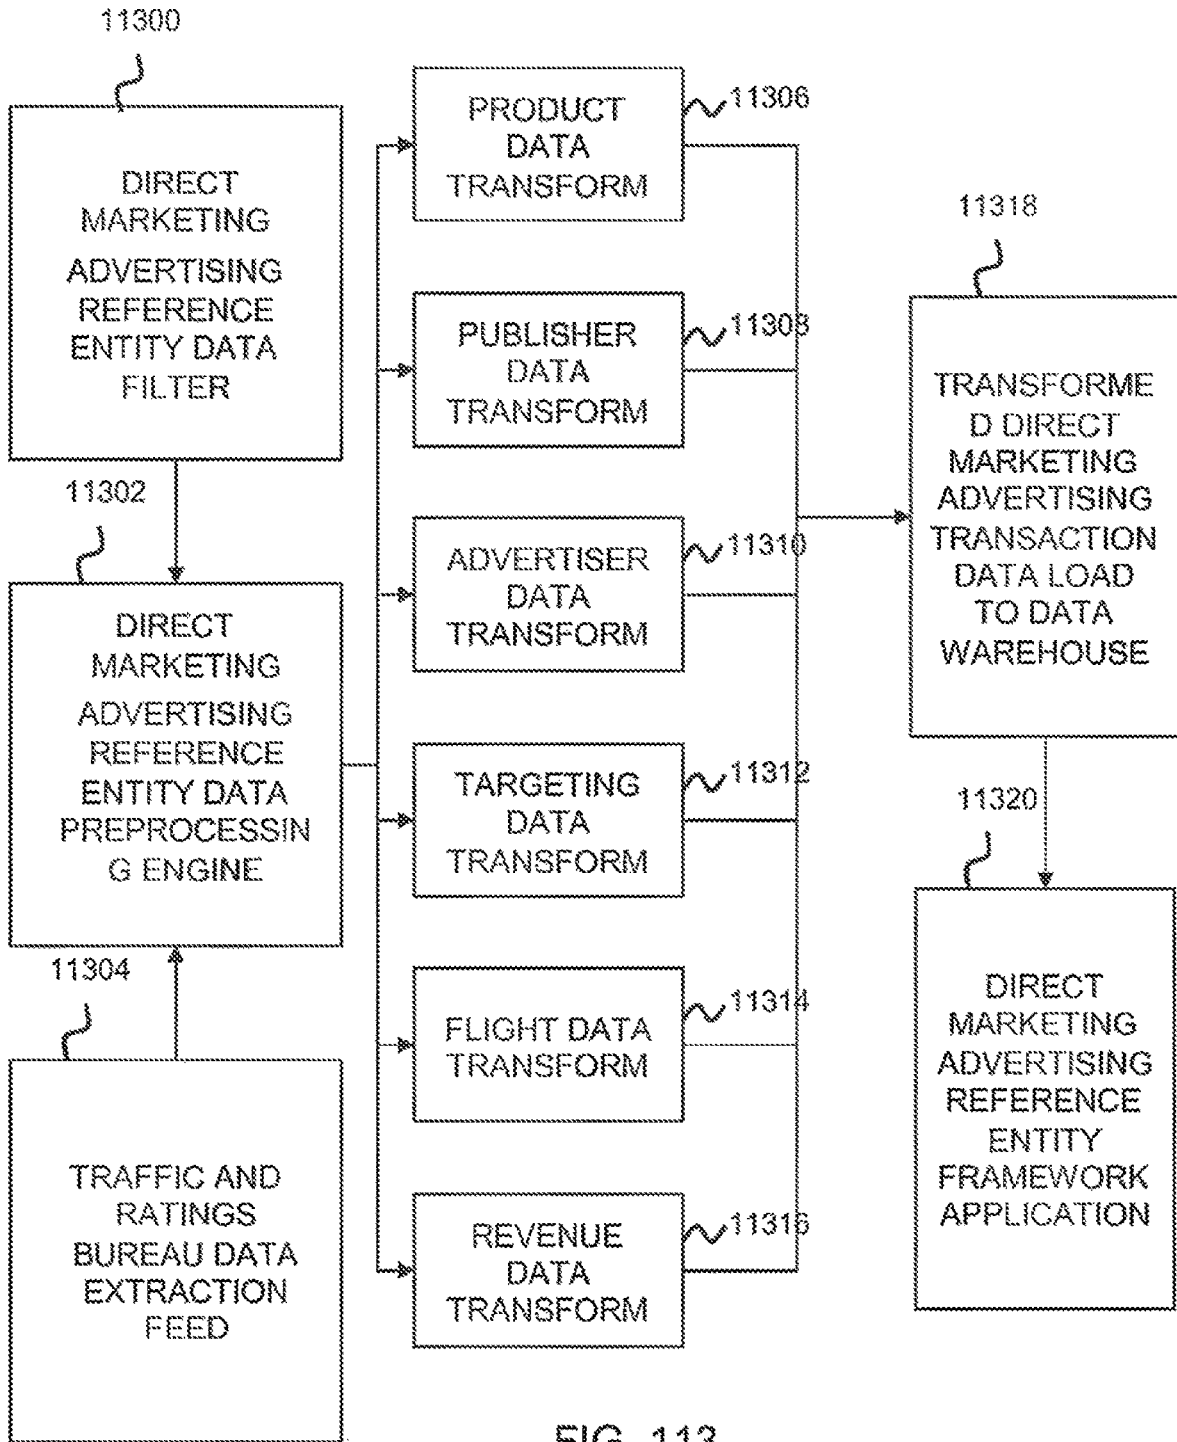 11300
DIRECT
MARKETING
ADVERTISING
REFERENCE
ENTITY DATA
FILTER
11302
DIRECT
MARKETING
ADVERTISING
REFERENCE
ENTITY DATA
PREPROCESSIN
G ENGINE
11304
TRAFFIC AND
RATINGS
BUREAU DATA
EXTRACTION
FEED
PRODUCT
DATA
TRANSFORM
11306
PUBLISHER
DATA
TRANSFORM
11308
ADVERTISER
DATA
TRANSFORM
11310
TARGETING
DATA
TRANSFORM
11312
FLIGHT DATA
TRANSFORM
11314
REVENUE
DATA
TRANSFORM
11316
11318
TRANSFORME
D DIRECT
MARKETING
ADVERTISING
TRANSACTION
DATA LOAD
TO DATA
WAREHOUSE
11320
DIRECT
MARKETING
ADVERTISING
REFERENCE
ENTITY
FRAMEWORK
APPLICATION
FIG. 113